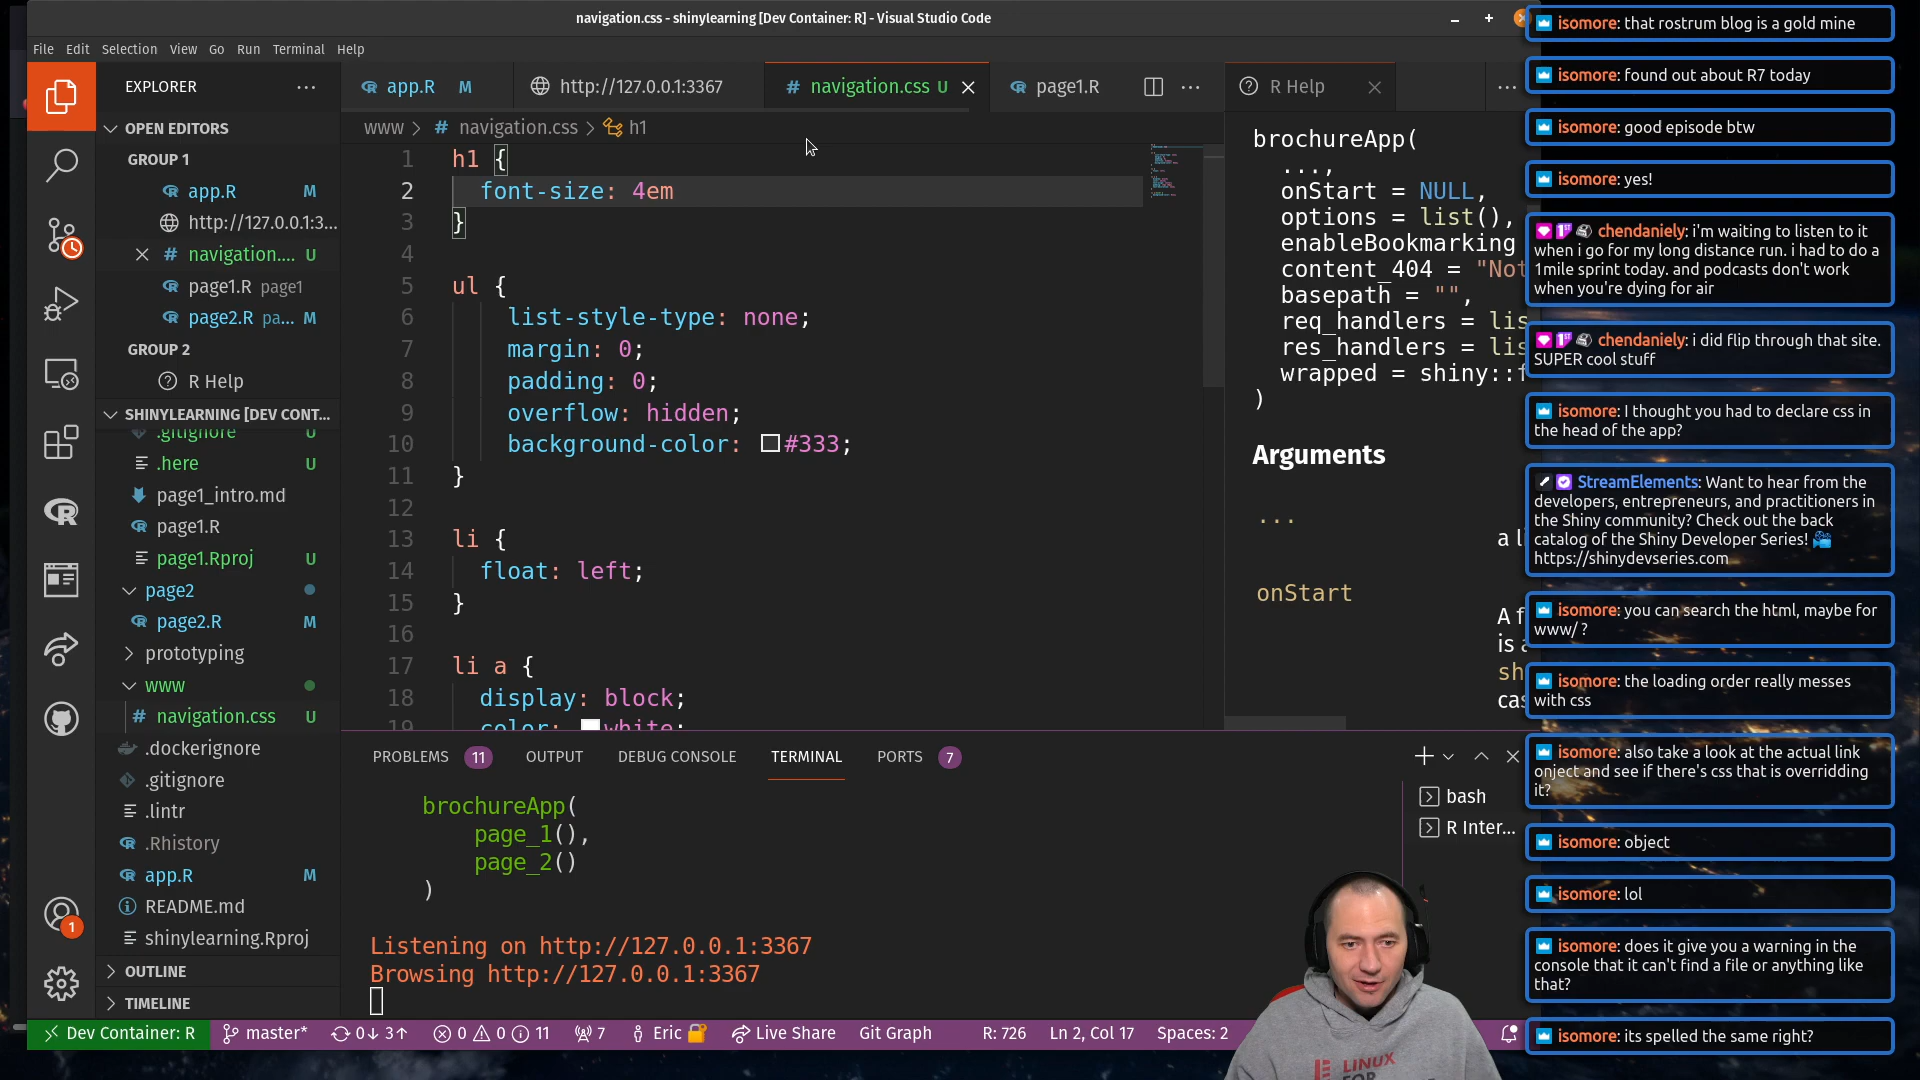 navigation.css - shinylearning [Dev Container: R] - Visual Studio Code
File Edit Selection View Go Run Terminal Help
EXPLORER
OPEN EDITORS
GROUP 1
app.R M
http://127.0.0.1:3...
navigation.... U
page1.R page1
page2.R pa... M
GROUP 2
R Help
SHINYLEARNING [DEV CONT...
.gitignore U
.here U
page1_intro.md
page1.R
page1.Rproj U
page2
page2.R M
prototyping
www
navigation.css U
.dockerignore
.gitignore
.lintr
.Rhistory
app.R M
README.md
shinylearning.Rproj
OUTLINE
TIMELINE
app.R M http://127.0.0.1:3367 # navigation.css U page1.R
www > # navigation.css > h1
1 h1 {
2 font-size: 4em
3 }
4
5 ul {
6 list-style-type: none;
7 margin: 0;
8 padding: 0;
9 overflow: hidden;
10 background-color: #333;
11 }
12
13 li {
14 float: left;
15 }
16
17 li a {
18 display: block;
19 color: white;
R Help
brochureApp(
...,
onStart = NULL,
options = list(),
enableBookmarking
content_404 = "Not
basepath = "",
req_handlers = lis
res_handlers = lis
wrapped = shiny::f
)
Arguments
...
a li
onStart
A f
is a
sh
cas
PROBLEMS 11 OUTPUT DEBUG CONSOLE TERMINAL PORTS 7
brochureApp(
page_1(),
page_2()
)
Listening on http://127.0.0.1:3367
Browsing http://127.0.0.1:3367
bash
R Inter...
Dev Container: R master* 0↓ 3↑ 0 0 11 7 Eric Live Share Git Graph R: 726 Ln 2, Col 17 Spaces: 2
LINUX
FOR
isomore: that rostrum blog is a gold mine
isomore: found out about R7 today
isomore: good episode btw
isomore: yes!
chendaniely: i'm waiting to listen to it
when i go for my long distance run. i had to do a
1mile sprint today. and podcasts don't work
when you're dying for air
chendaniely: i did flip through that site.
SUPER cool stuff
isomore: I thought you had to declare css in
the head of the app?
StreamElements: Want to hear from the
developers, entrepreneurs, and practitioners in
the Shiny community? Check out the back
catalog of the Shiny Developer Series!
https://shinydevseries.com
isomore: you can search the html, maybe for
www/ ?
isomore: the loading order really messes
with css
isomore: also take a look at the actual link
onject and see if there's css that is overridding
it?
isomore: object
isomore: lol
isomore: does it give you a warning in the
console that it can't find a file or anything like
that?
isomore: its spelled the same right?